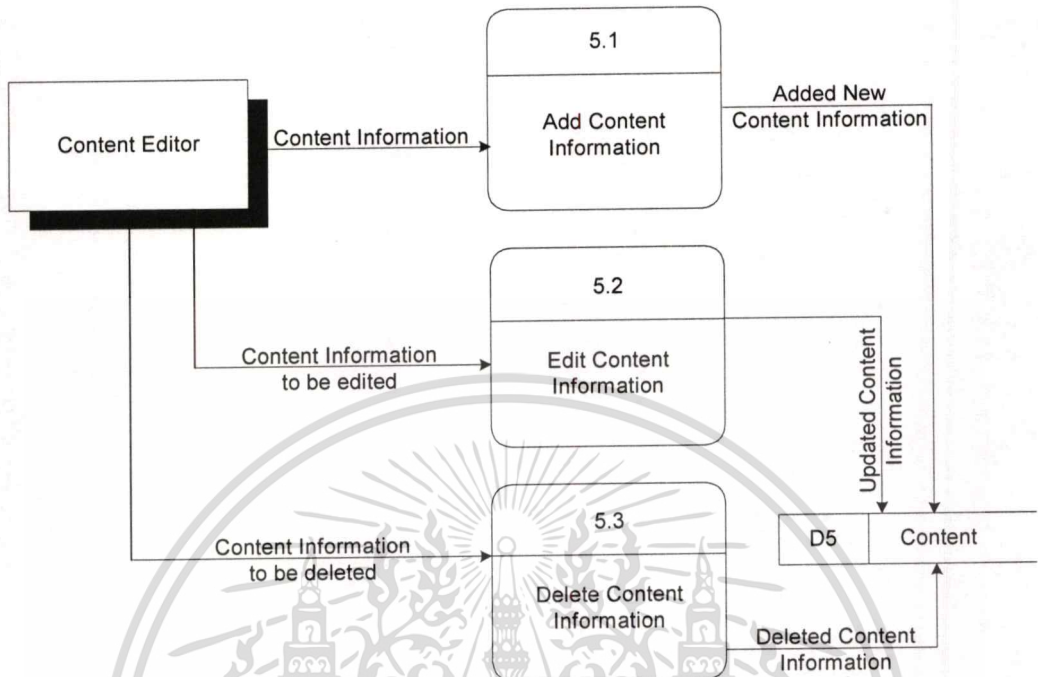 5.1
Add Content
Information
Added New
Content Information
Content Editor
Content Information
5.2
Edit Content
Information
Content Information
to be edited
Updated Content
Information
5.3
Delete Content
Information
Content Information
to be deleted
D5
Content
Deleted Content
Information